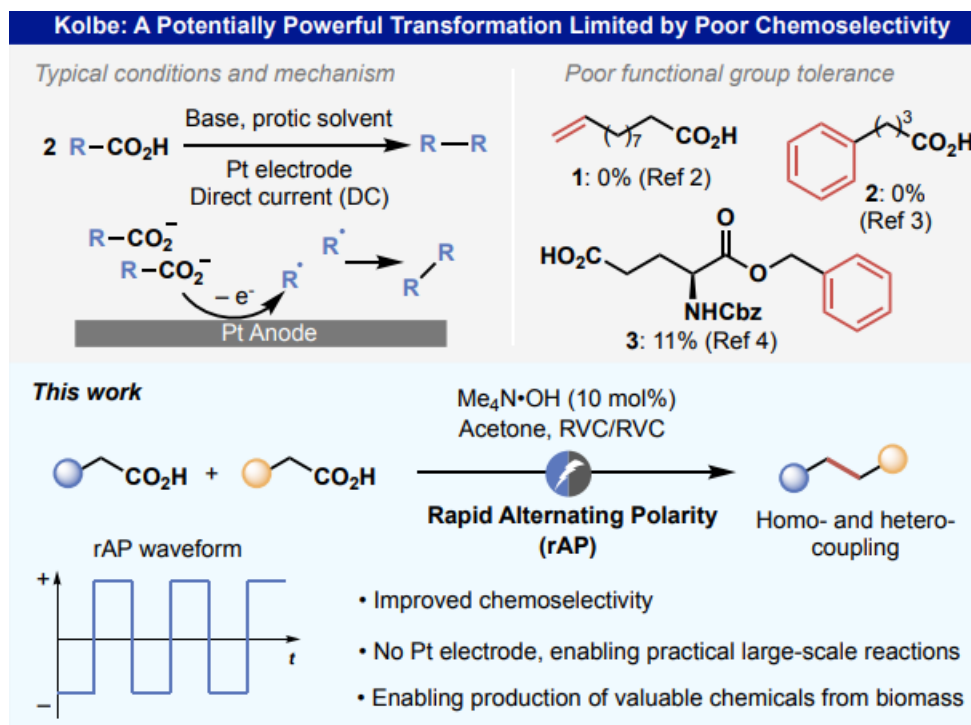 Kolbe: A Potentially Powerful Transformation Limited by Poor Chemoselectivity
Typical conditions and mechanism
2 R–CO₂H
Base, protic solvent
Pt electrode
Direct current (DC)
R–R
R–CO₂⁻
R–CO₂⁻
– e⁻
R•
R•
R
R
Pt Anode
Poor functional group tolerance
( )₇ CO₂H
1: 0% (Ref 2)
( )₃ CO₂H
2: 0%
(Ref 3)
HO₂C
O
O
NHCbz
3: 11% (Ref 4)
This work
CO₂H + CO₂H
Me₄N•OH (10 mol%)
Acetone, RVC/RVC
Rapid Alternating Polarity
(rAP)
Homo- and hetero-
coupling
rAP waveform
+
–
t
• Improved chemoselectivity
• No Pt electrode, enabling practical large-scale reactions
• Enabling production of valuable chemicals from biomass